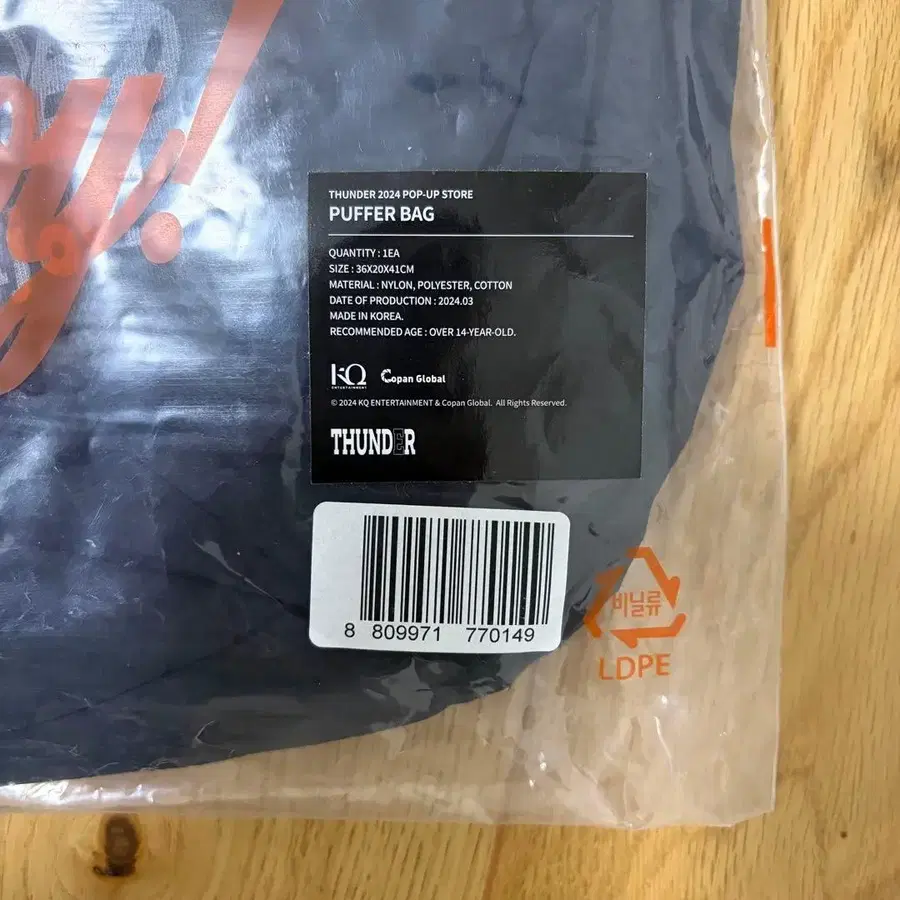 y!
THUNDER 2024 POP-UP STORE
PUFFER BAG
QUANTITY : 1EA
SIZE : 36X20X41CM
MATERIAL : NYLON, POLYESTER, COTTON
DATE OF PRODUCTION : 2024.03
MADE IN KOREA.
RECOMMENDED AGE : OVER 14-YEAR-OLD.
KQ ENTERTAINMENT Copan Global
© 2024 KQ ENTERTAINMENT & Copan Global. All Rights Reserved.
THUNDER
8 809971 770149
비닐류
LDPE